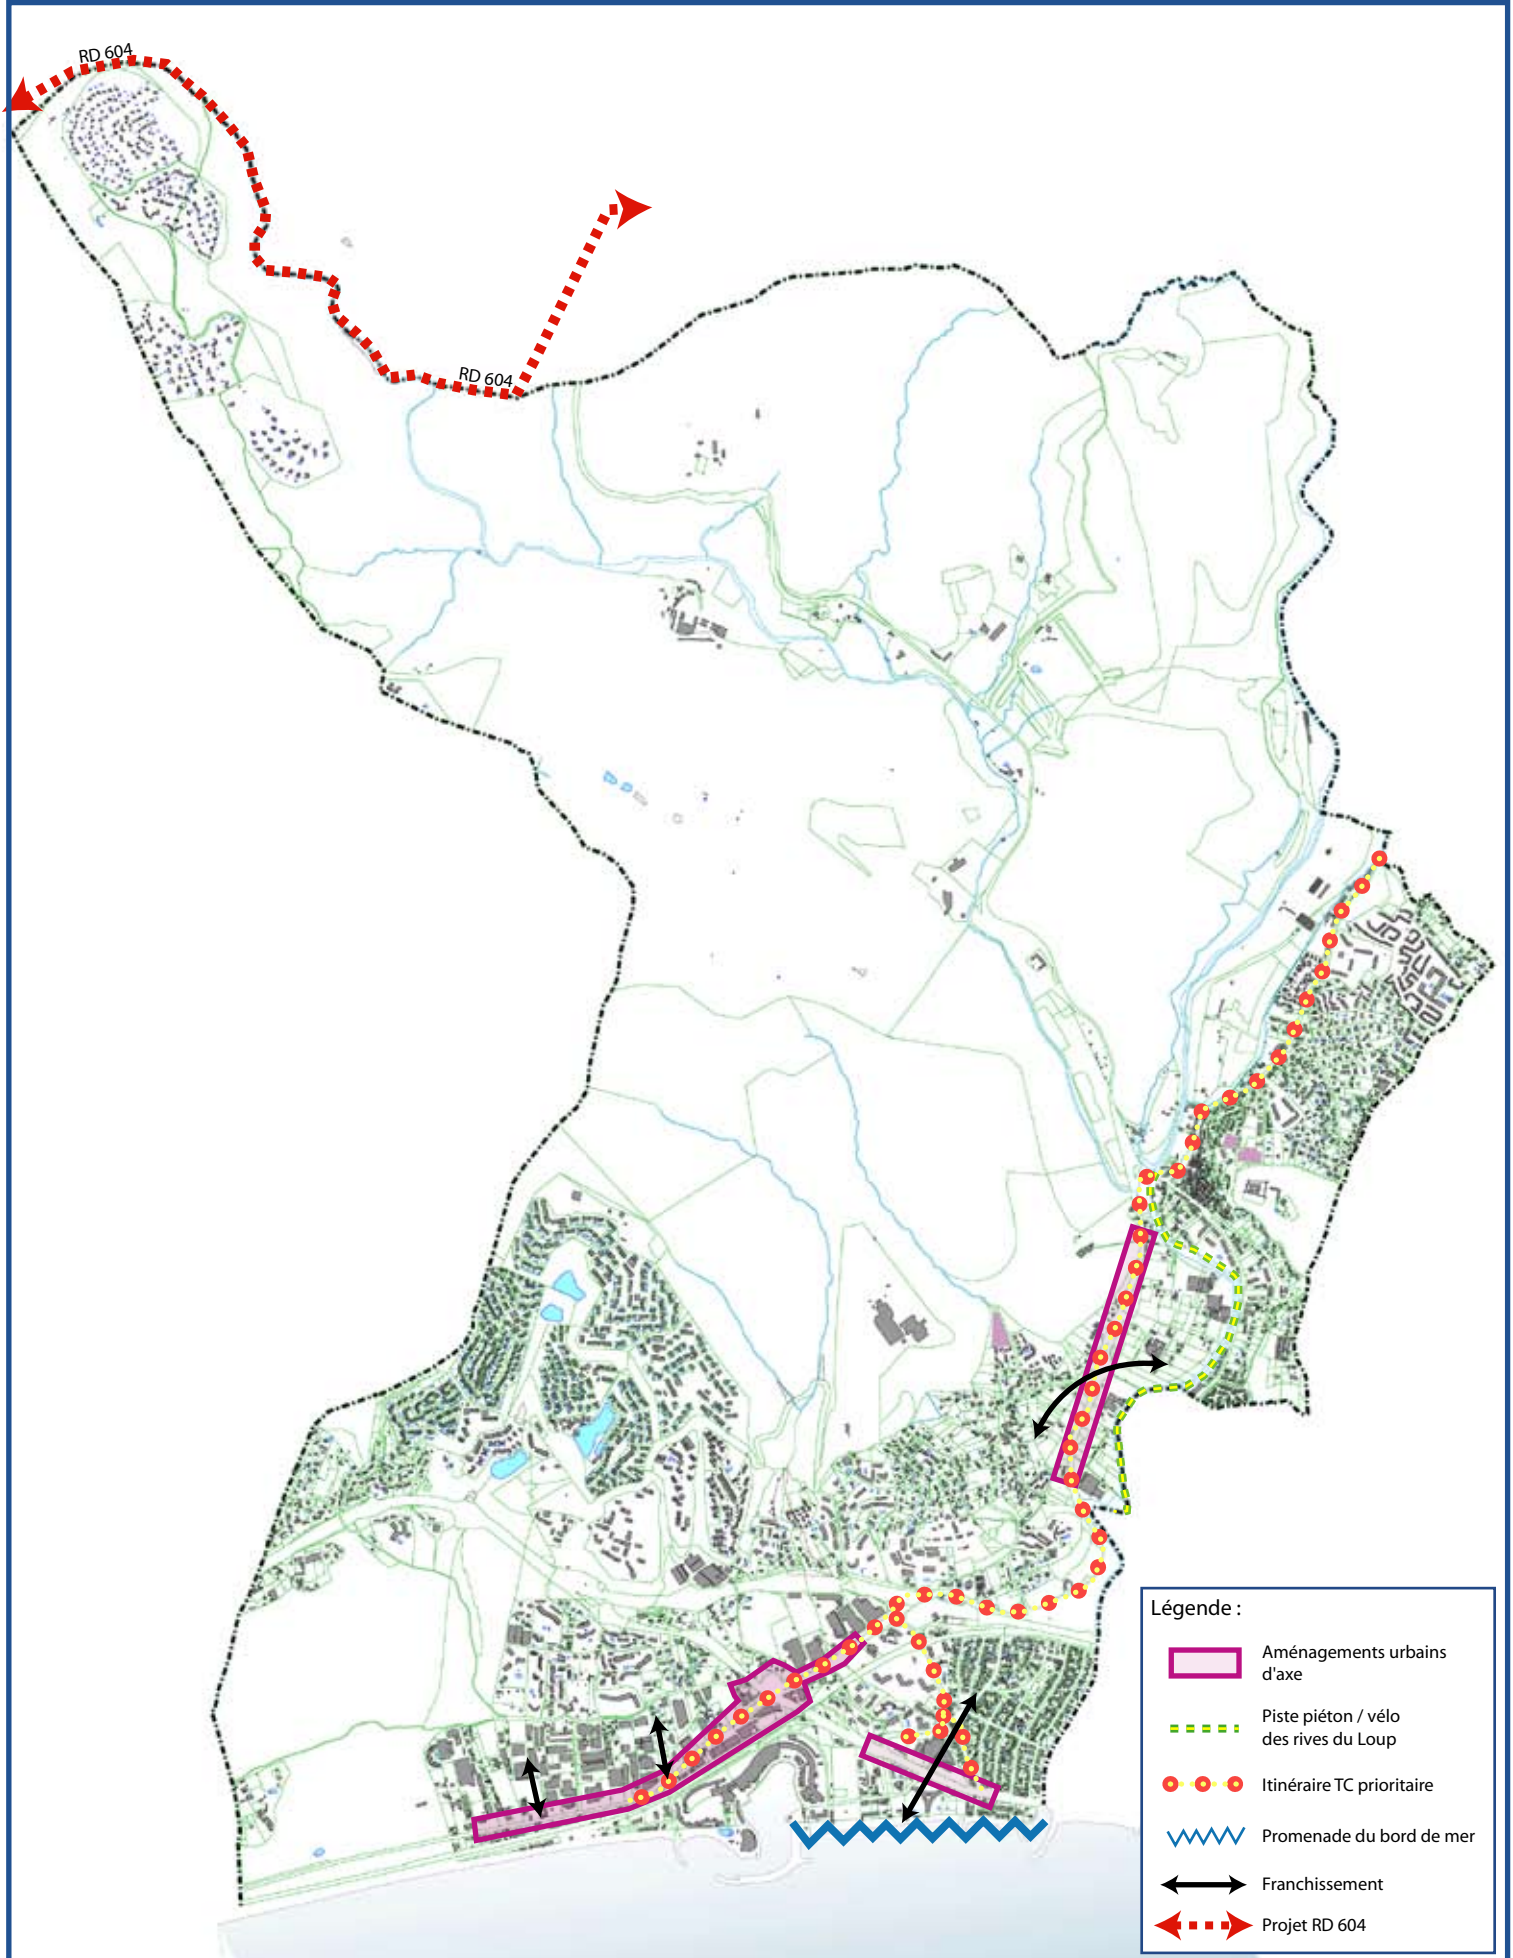 RD 604
RD 604
Légende :
Aménagements urbains
d'axe
Piste piéton / vélo
des rives du Loup
Itinéraire TC prioritaire
Promenade du bord de mer
Franchissement
Projet RD 604